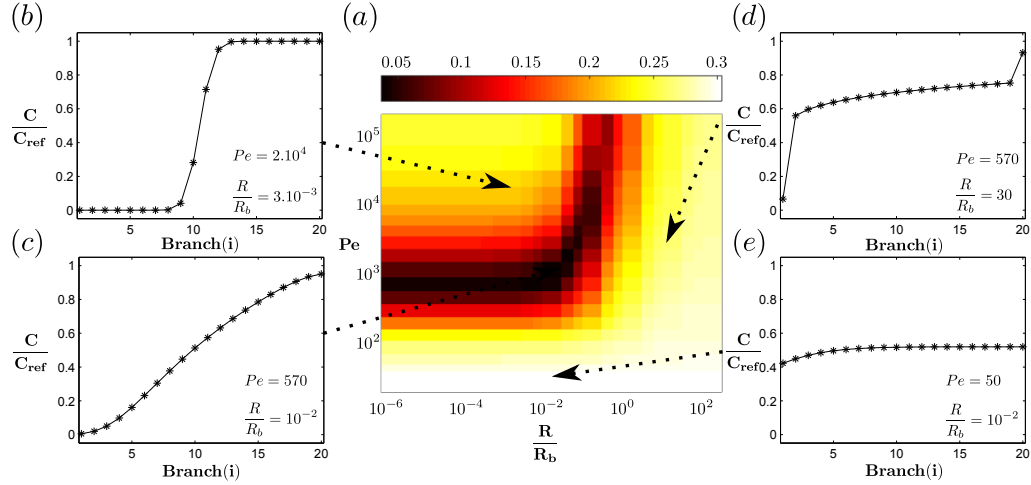 (b)
1
0.8
0.6
C
C_ref
0.4
0.2
0
Pe = 2.10^4
R
R_b = 3.10^-3
5 10 15 20
Branch(i)
(a)
0.05 0.1 0.15 0.2 0.25 0.3
10^5
10^4
Pe
10^3
10^2
10^-6 10^-4 10^-2 10^0 10^2
R
R_b
(d)
1
0.8
0.6
C
C_ref
0.4
0.2
0
Pe = 570
R
R_b = 30
5 10 15 20
Branch(i)
(c)
1
0.8
0.6
C
C_ref
0.4
0.2
0
Pe = 570
R
R_b = 10^-2
5 10 15 20
Branch(i)
(e)
1
0.8
0.6
C
C_ref
0.4
0.2
0
Pe = 50
R
R_b = 10^-2
5 10 15 20
Branch(i)